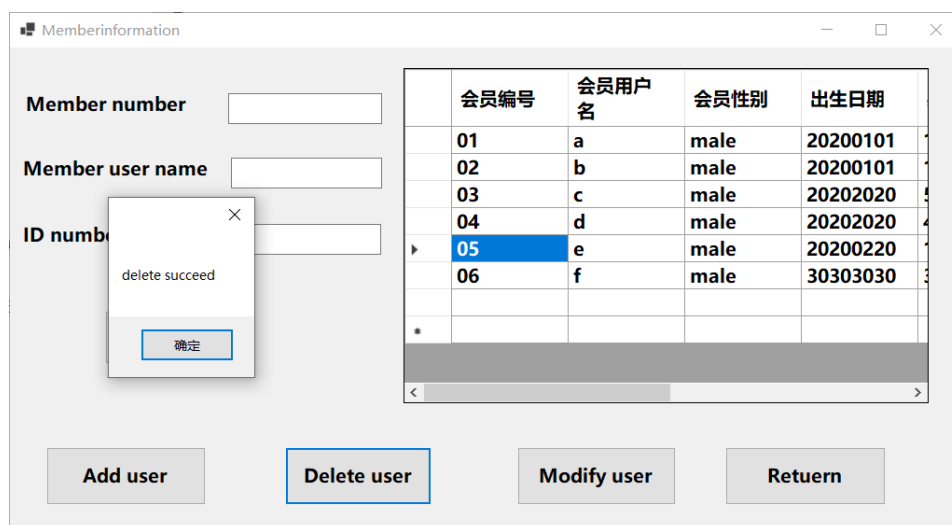 Memberinformation
Member number
Member user name
ID numbe
delete succeed
确定
会员编号 会员用户名 会员性别 出生日期
01 a male 20200101
02 b male 20200101
03 c male 20202020
04 d male 20202020
05 e male 20200220
06 f male 30303030
Add user Delete user Modify user Retuern